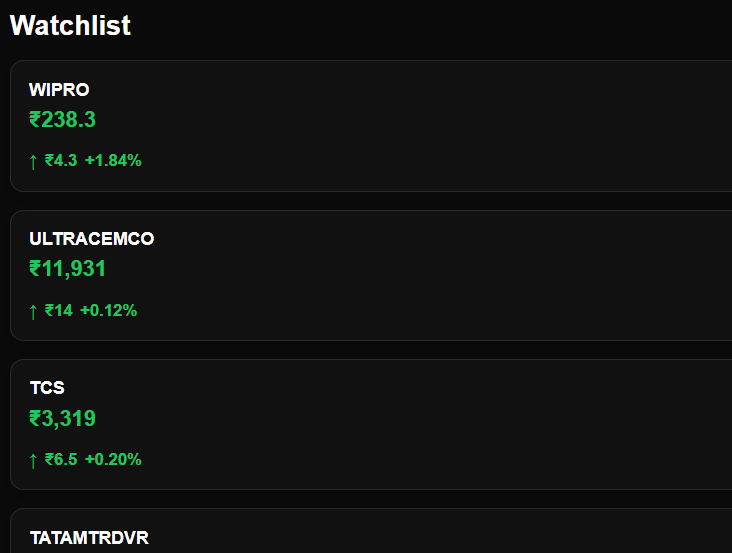 Watchlist
WIPRO
₹238.3
↑ ₹4.3 +1.84%
ULTRACEMCO
₹11,931
↑ ₹14 +0.12%
TCS
₹3,319
↑ ₹6.5 +0.20%
TATAMTRDVR